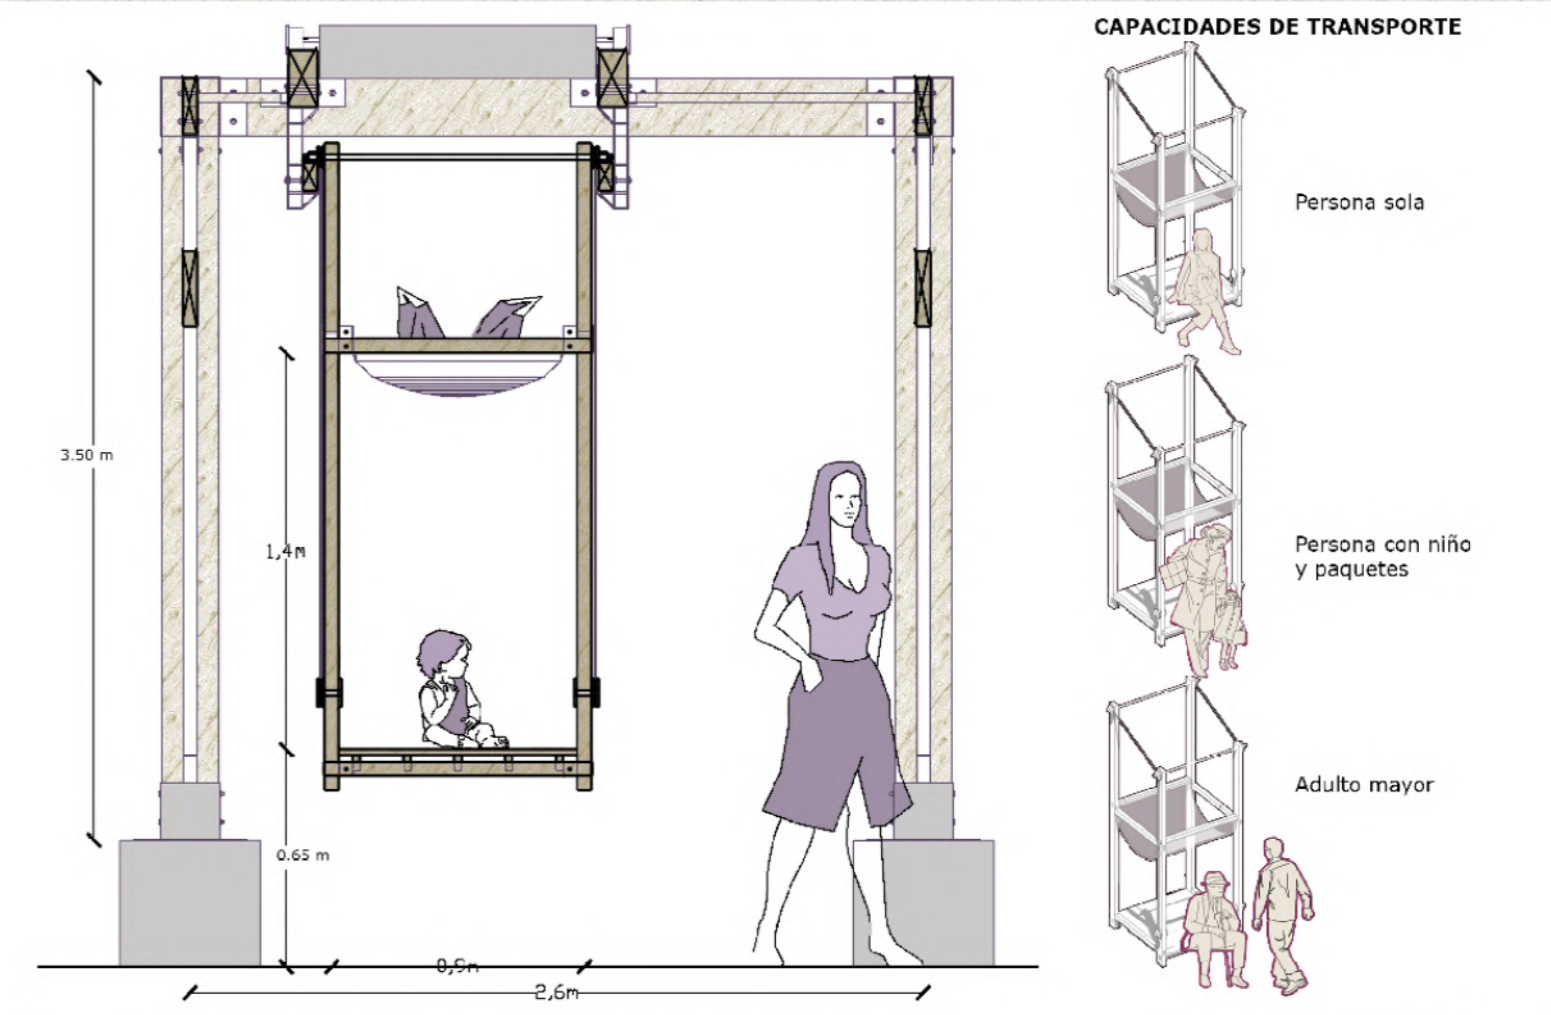 CAPACIDADES DE TRANSPORTE
Persona sola
3.50 m
1,4m
Persona con niño
y paquetes
Adulto mayor
0.65 m
0,9m
2,6m